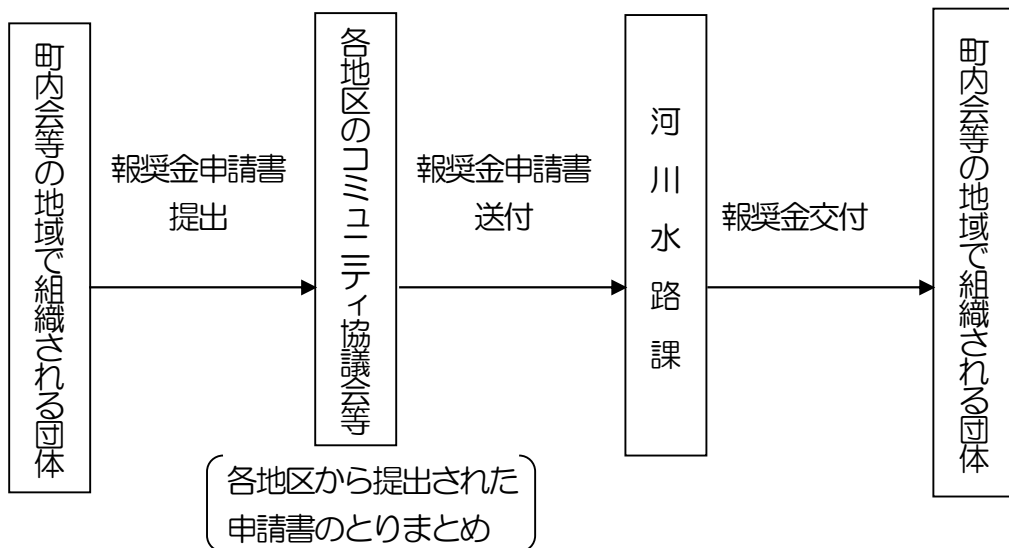 町内会等の地域で組織される団体
報奨金申請書
提出
各地区のコミュニティ協議会等
各地区から提出された
申請書のとりまとめ
報奨金申請書
送付
河川水路課
報奨金交付
町内会等の地域で組織される団体